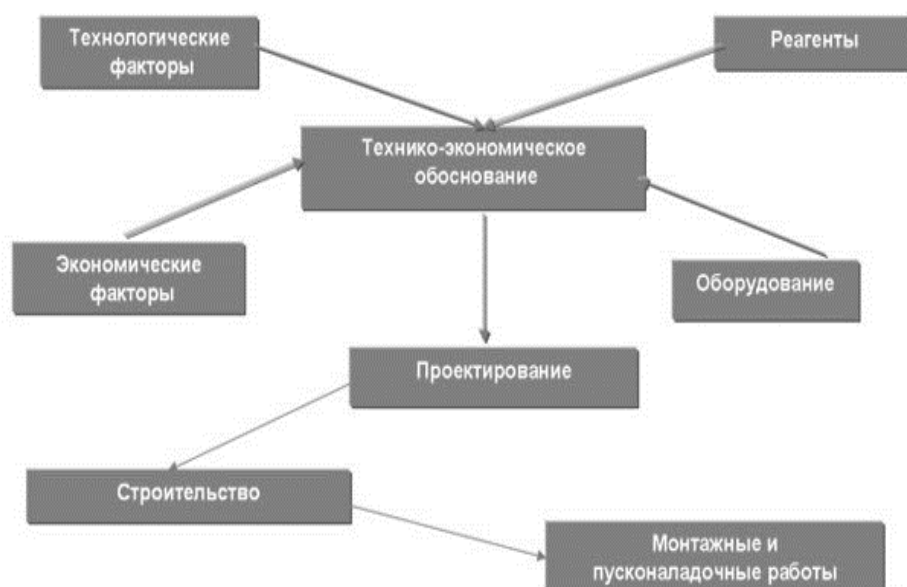 Технологические
факторы
Реагенты
Технико-экономическое
обоснование
Экономические
факторы
Оборудование
Проектирование
Строительство
Монтажные и
пусконаладочные работы